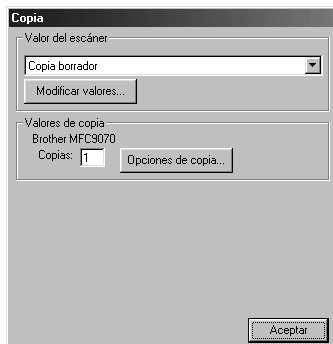 Copia
Valor del escáner
Copia borrador
Modificar valores...
Valores de copia
Brother MFC9070
Copias: 1 Opciones de copia...
Aceptar